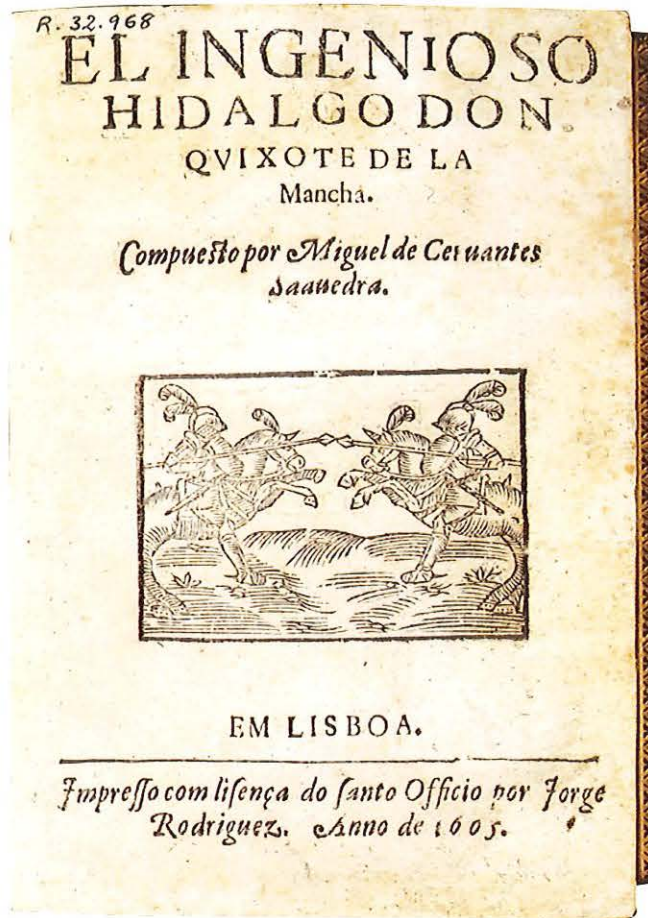 R. 32.968
EL INGENIOSO
HIDALGO DON
QVIXOTE DE LA
Mancha.
Compuesto por Miguel de Ceruantes
Saauedra.
EM LISBOA.
Impreſſo com liſença do ſanto Officio por Jorge
Rodriguez. Anno de 1605.